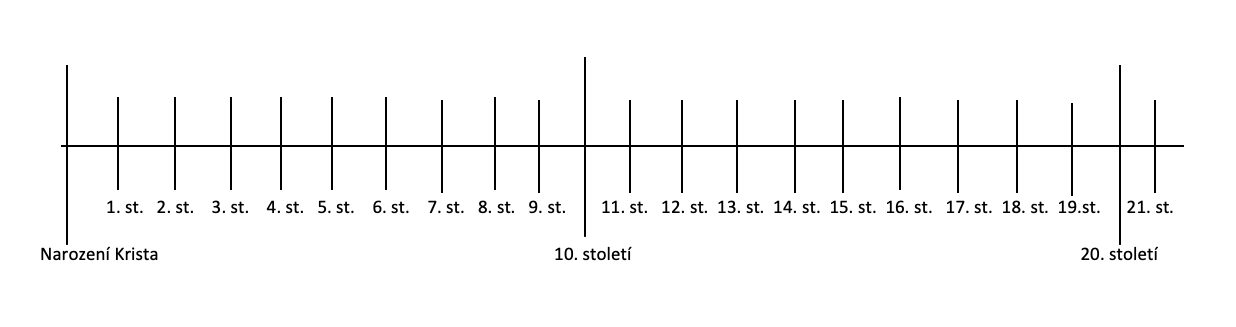 1. st. 2. st. 3. st. 4. st. 5. st. 6. st. 7. st. 8. st. 9. st. 11. st. 12. st. 13. st. 14. st. 15. st. 16. st. 17. st. 18. st. 19.st. 21. st.
Narození Krista 10. století 20. století